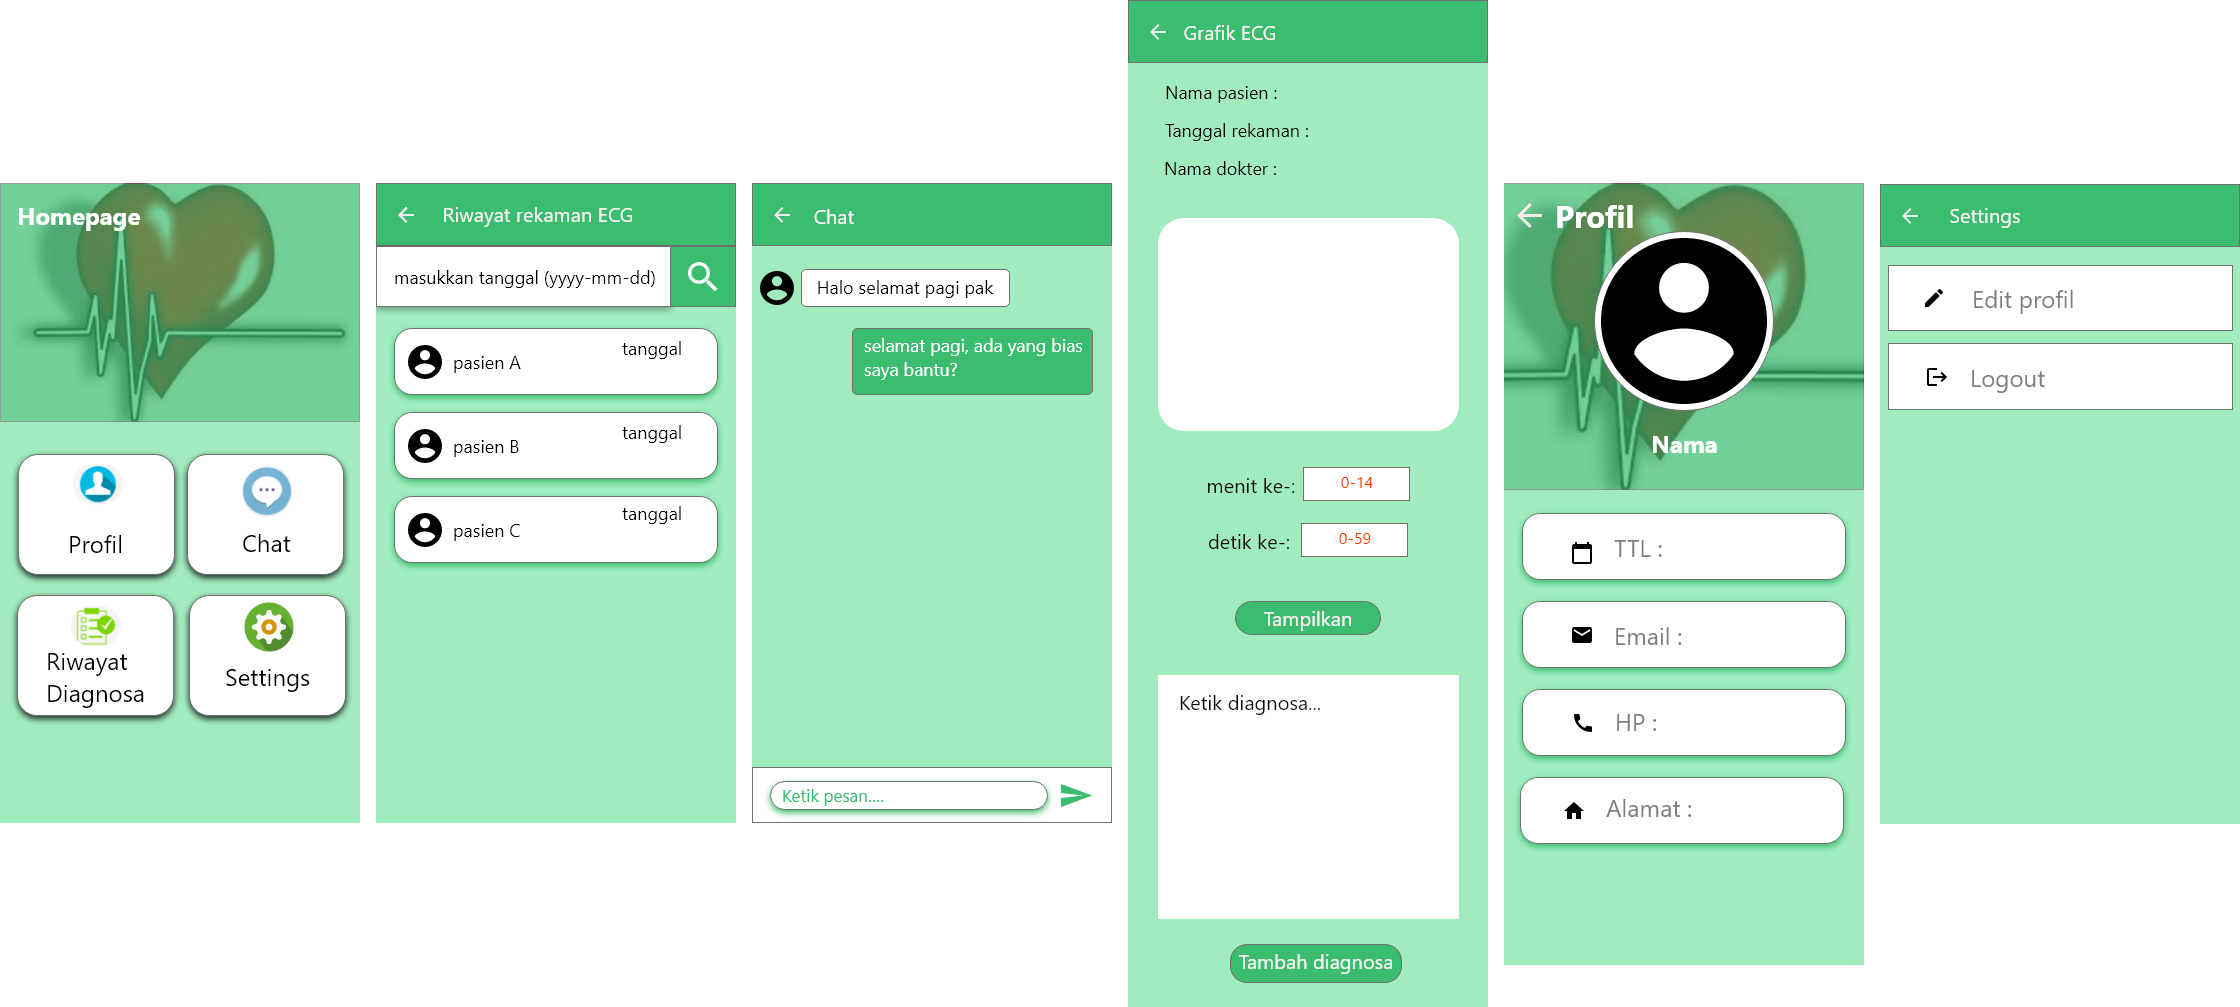 Homepage
Profil
Chat
Riwayat
Diagnosa
Settings
Riwayat rekaman ECG
masukkan tanggal (yyyy-mm-dd)
pasien A
tanggal
pasien B
tanggal
pasien C
tanggal
Chat
Halo selamat pagi pak
selamat pagi, ada yang bias
saya bantu?
Ketik pesan....
Grafik ECG
Nama pasien :
Tanggal rekaman :
Nama dokter :
menit ke-: 0-14
detik ke-: 0-59
Tampilkan
Ketik diagnosa...
Tambah diagnosa
Profil
Nama
TTL :
Email :
HP :
Alamat :
Settings
Edit profil
Logout